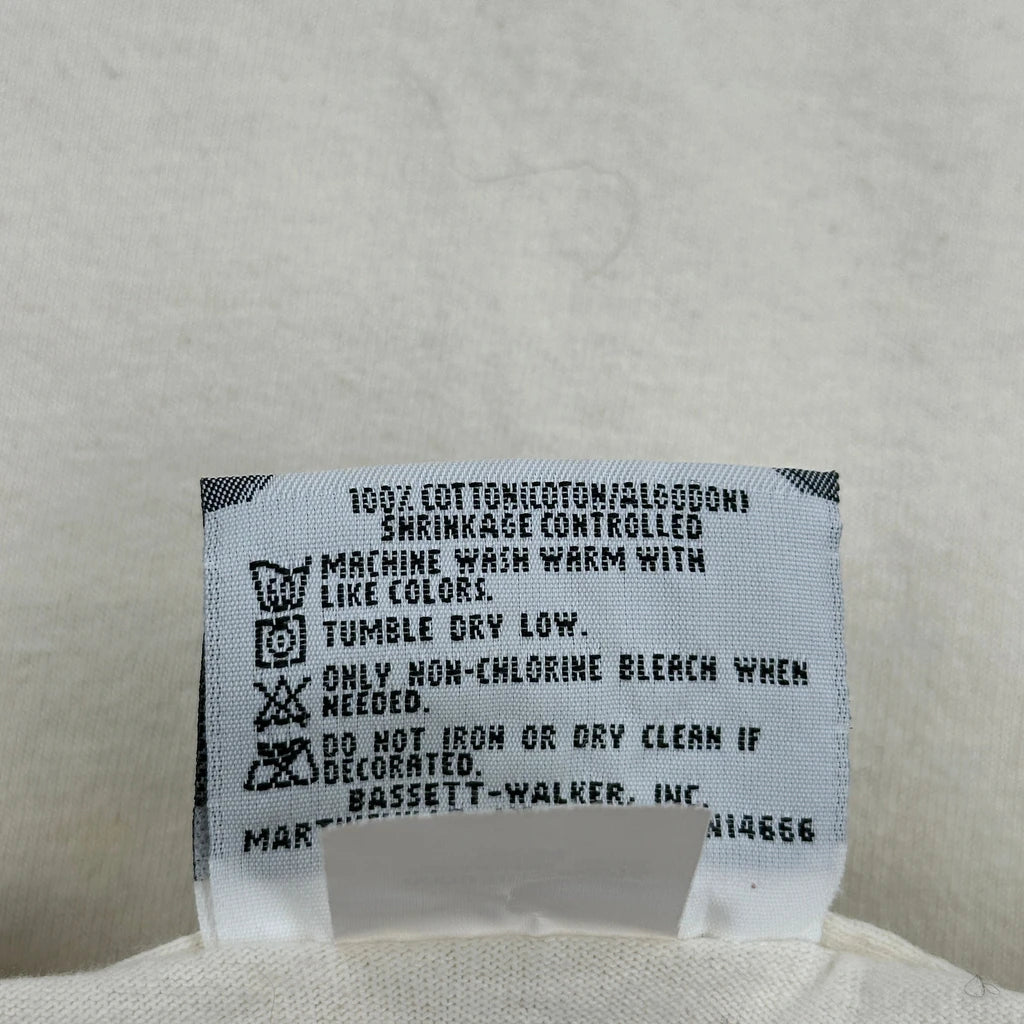 100% COTTON(COTON/ALGODON)
SHRINKAGE CONTROLLED
MACHINE WASH WARM WITH
LIKE COLORS.
TUMBLE DRY LOW.
ONLY NON-CHLORINE BLEACH WHEN
NEEDED.
DO NOT IRON OR DRY CLEAN IF
DECORATED.
BASSETT-WALKER, INC.
N14666